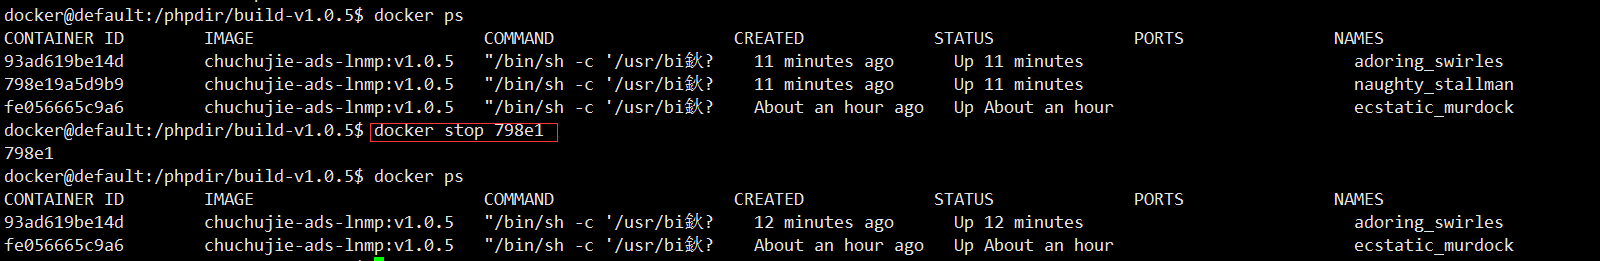 docker@default:/phpdir/build-v1.0.5$ docker ps
CONTAINER ID        IMAGE                       COMMAND                  CREATED             STATUS              PORTS               NAMES
93ad619be14d        chuchujie-ads-lnmp:v1.0.5   "/bin/sh -c '/usr/bi鈥?   11 minutes ago      Up 11 minutes                           adoring_swirles
798e19a5d9b9        chuchujie-ads-lnmp:v1.0.5   "/bin/sh -c '/usr/bi鈥?   11 minutes ago      Up 11 minutes                           naughty_stallman
fe056665c9a6        chuchujie-ads-lnmp:v1.0.5   "/bin/sh -c '/usr/bi鈥?   About an hour ago   Up About an hour                        ecstatic_murdock
docker@default:/phpdir/build-v1.0.5$ docker stop 798e1
798e1
docker@default:/phpdir/build-v1.0.5$ docker ps
CONTAINER ID        IMAGE                       COMMAND                  CREATED             STATUS              PORTS               NAMES
93ad619be14d        chuchujie-ads-lnmp:v1.0.5   "/bin/sh -c '/usr/bi鈥?   12 minutes ago      Up 12 minutes                           adoring_swirles
fe056665c9a6        chuchujie-ads-lnmp:v1.0.5   "/bin/sh -c '/usr/bi鈥?   About an hour ago   Up About an hour                        ecstatic_murdock